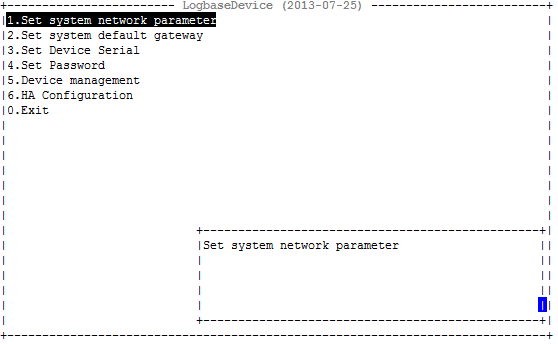 LogbaseDevice (2013-07-25)
1.Set system network parameter
2.Set system default gateway
3.Set Device Serial
4.Set Password
5.Device management
6.HA Configuration
0.Exit
Set system network parameter